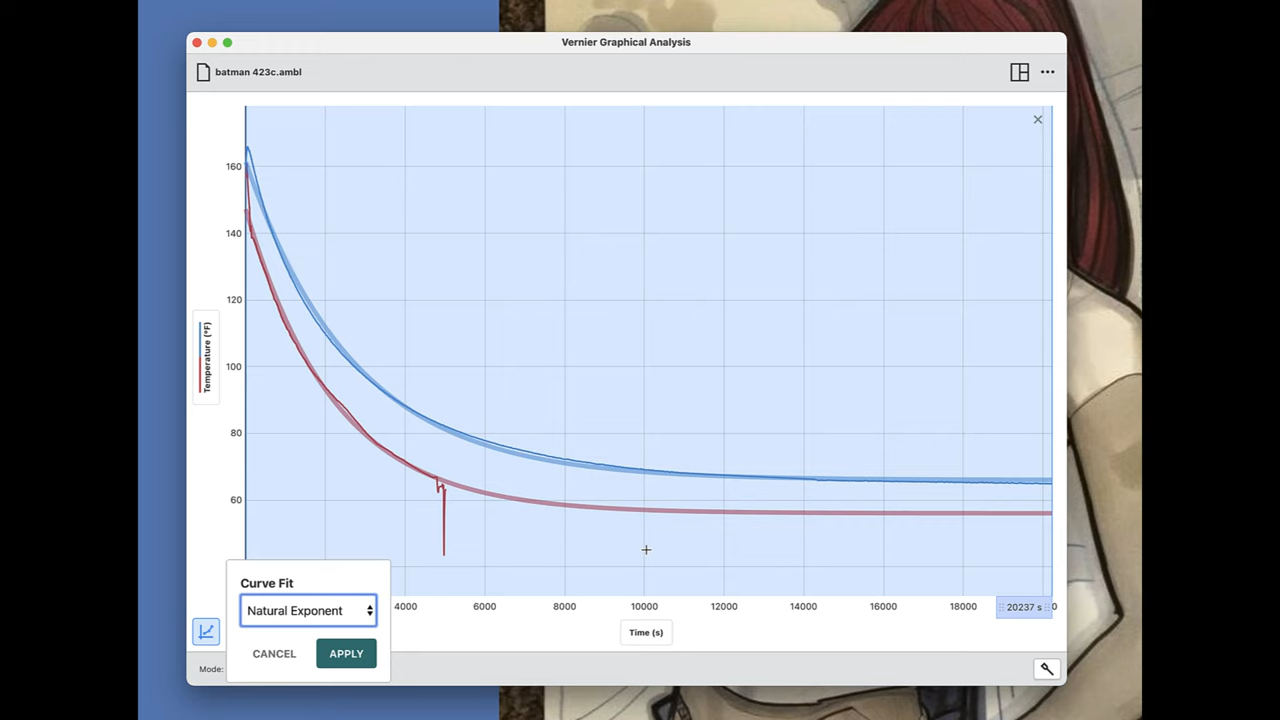 Vernier Graphical Analysis
batman 423c.ambl
160
140
120
100
80
60
Temperature (°F)
Curve Fit
Natural Exponent
CANCEL APPLY
4000 6000 8000 10000 12000 14000 16000 18000 20237 s 0
Time (s)
Mode: